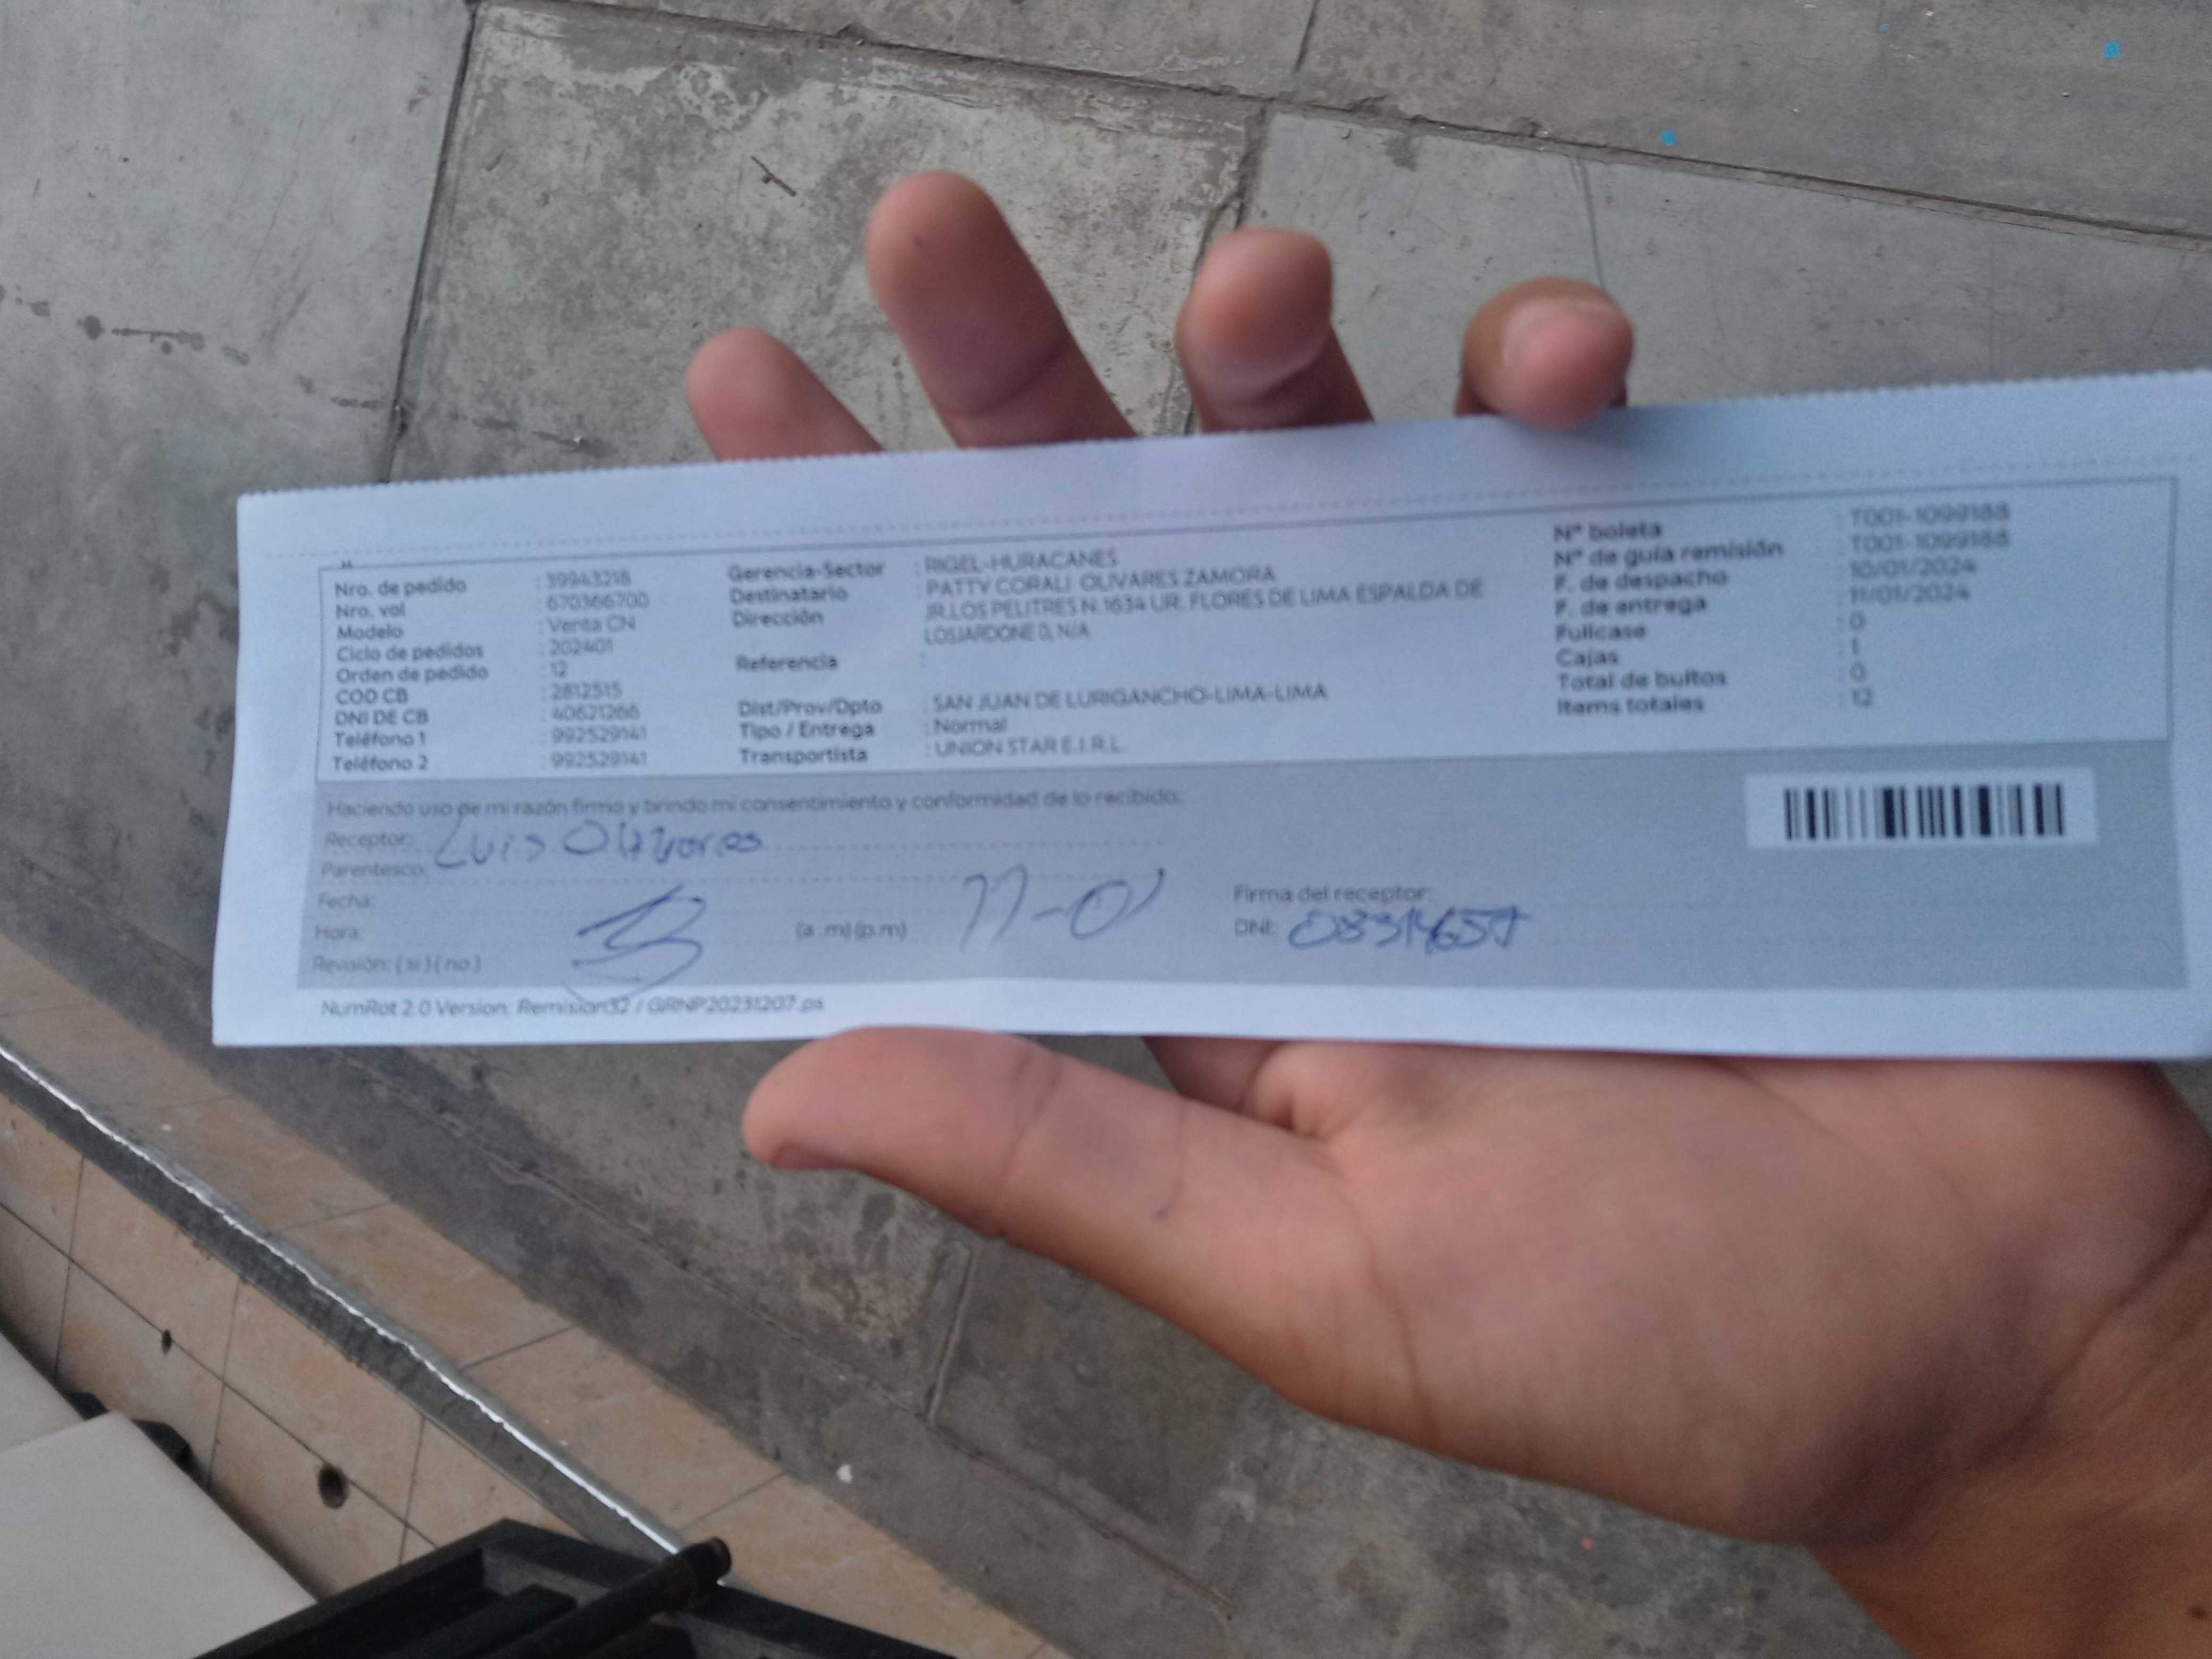 Nro. de pedido : 39943218
Nro. vol : 670366700
Modelo : Venta CN
Ciclo de pedidos : 202401
Orden de pedido : 12
COD CB : 2812515
DNI DE CB : 40621266
Teléfono 1 : 992529141
Teléfono 2 : 992529141
Gerencia-Sector : RIGEL-HURACANES
Destinatario : PATTY CORALI OLIVARES ZAMORA
Dirección : JR.LOS PELITRES N.1634 UR. FLORES DE LIMA ESPALDA DE
LOSJARDONE 0, N/A
Referencia :
Dist/Prov/Dpto : SAN JUAN DE LURIGANCHO-LIMA-LIMA
Tipo / Entrega : Normal
Transportista : UNION STAR E.I.R.L.
N° boleta : T001-1099188
N° de guía remisión : T001-1099188
F. de despacho : 10/01/2024
F. de entrega : 11/01/2024
Fullcase : 0
Cajas : 1
Total de bultos : 0
Items totales : 12
Haciendo uso de mi razón firmo y brindo mi consentimiento y conformidad de lo recibido:
Receptor: Luis Olivares
Parentesco:
Fecha:
Hora: (a .m) (p.m) 11-01
Revisión: ( si ) ( no )
Firma del receptor:
DNI:
NumRot 2.0 Version: Remision32 / GRNP20231207.ps